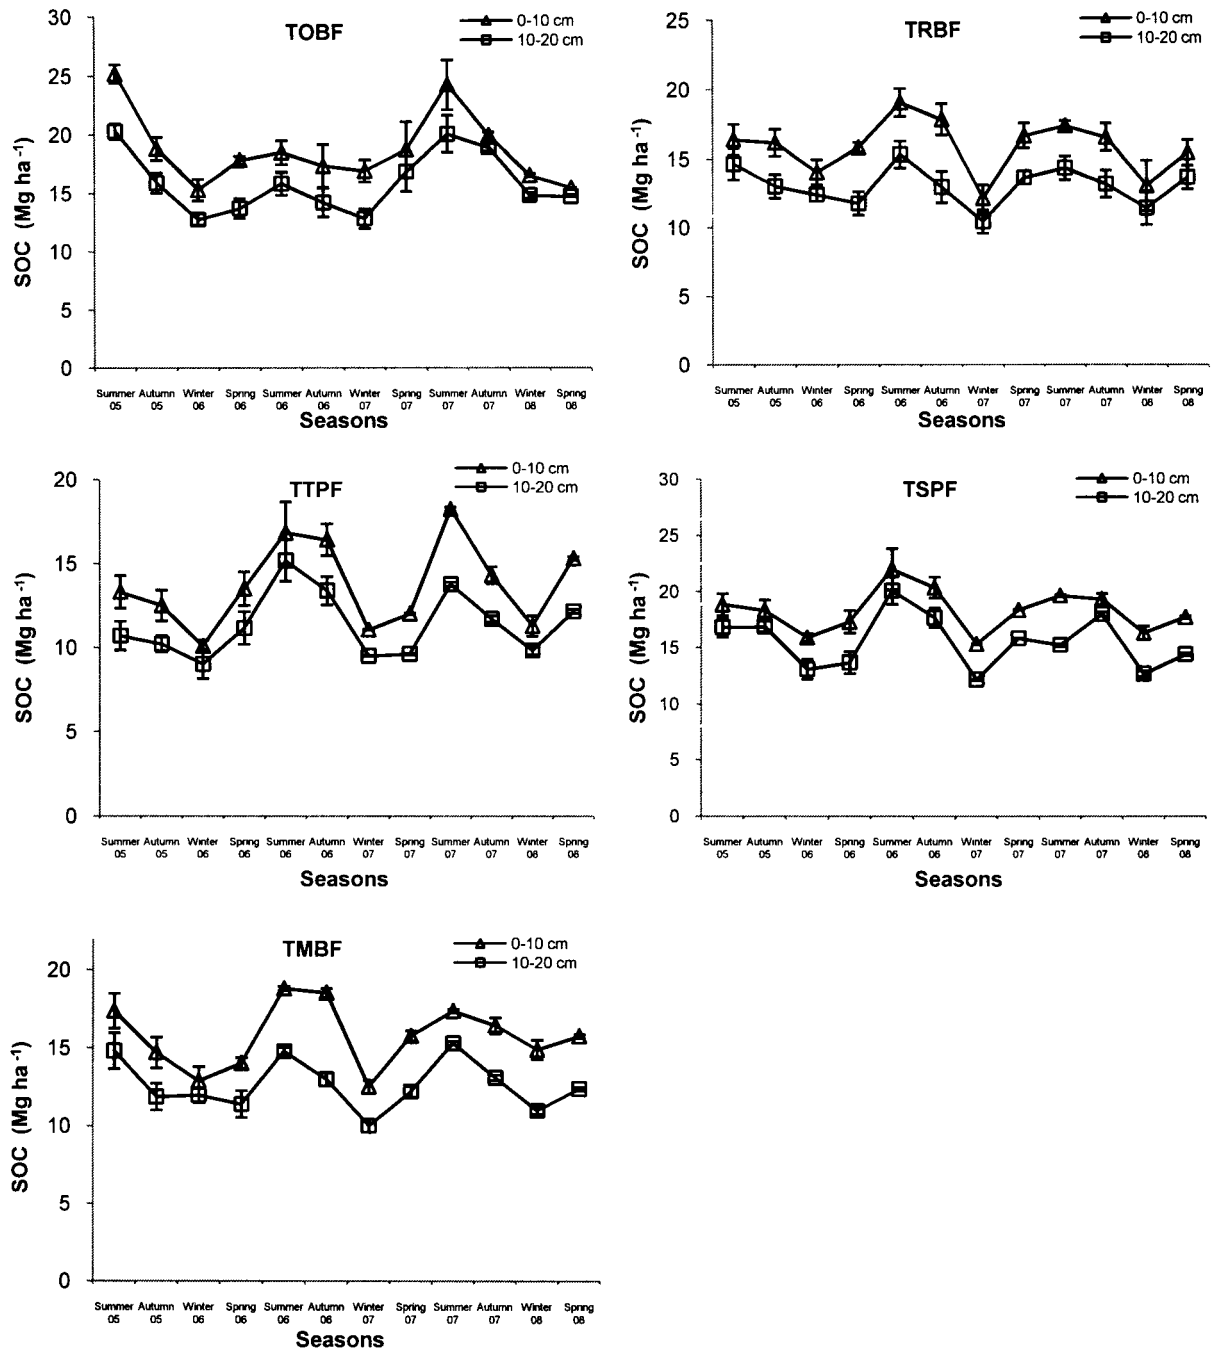 TOBF
0-10 cm
10-20 cm
30
25
20
15
10
5
0
SOC (Mg ha⁻¹)
Summer Autumn Winter Spring Summer Autumn Winter Spring Summer Autumn Winter Spring
05 05 06 06 06 06 07 07 07 07 08 08
Seasons
TRBF
0-10 cm
10-20 cm
25
20
15
10
5
0
SOC (Mg ha⁻¹)
Summer Autumn Winter Spring Summer Autumn Winter Spring Summer Autumn Winter Spring
05 05 06 06 06 06 07 07 07 07 08 08
Seasons
TTPF
0-10 cm
10-20 cm
20
15
10
5
0
SOC (Mg ha⁻¹)
Summer Autumn Winter Spring Summer Autumn Winter Spring Summer Autumn Winter Spring
05 05 06 06 06 06 07 07 07 07 08 08
Seasons
TSPF
0-10 cm
10-20 cm
30
25
20
15
10
5
0
SOC (Mg ha⁻¹)
Summer Autumn Winter Spring Summer Autumn Winter Spring Summer Autumn Winter Spring
05 05 06 06 06 06 07 07 07 07 08 08
Seasons
TMBF
0-10 cm
10-20 cm
20
15
10
5
0
SOC (Mg ha⁻¹)
Summer Autumn Winter Spring Summer Autumn Winter Spring Summer Autumn Winter Spring
05 05 06 06 06 06 07 07 07 07 08 08
Seasons